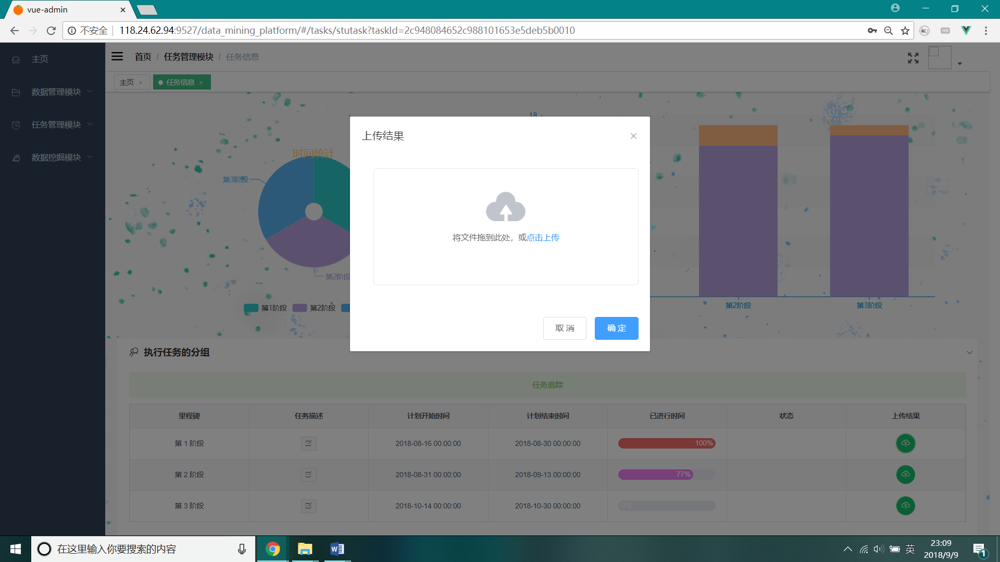 vue-admin
不安全
118.24.62.94:9527/data_mining_platform/#/tasks/stutask?taskId=2c948084652c988101653e5deb5b0010
HD
主页
数据管理模块
任务管理模块
数据挖掘模块
首页 / 任务管理模块 / 任务信息
主页 ×
任务信息 ×
时间统计
第3阶段
第2阶段
第1阶段 第2阶段
18
第2阶段 第3阶段
上传结果
将文件拖到此处，或点击上传
取 消
确 定
执行任务的分组
任务追踪
里程碑 任务描述 计划开始时间 计划结束时间 已进行时间 状态 上传结果
第 1 阶段 2018-08-16 00:00:00 2018-08-30 00:00:00 100%
第 2 阶段 2018-08-31 00:00:00 2018-09-13 00:00:00 77%
第 3 阶段 2018-10-14 00:00:00 2018-10-30 00:00:00 0%
在这里输入你要搜索的内容
英
23:09
2018/9/9
1